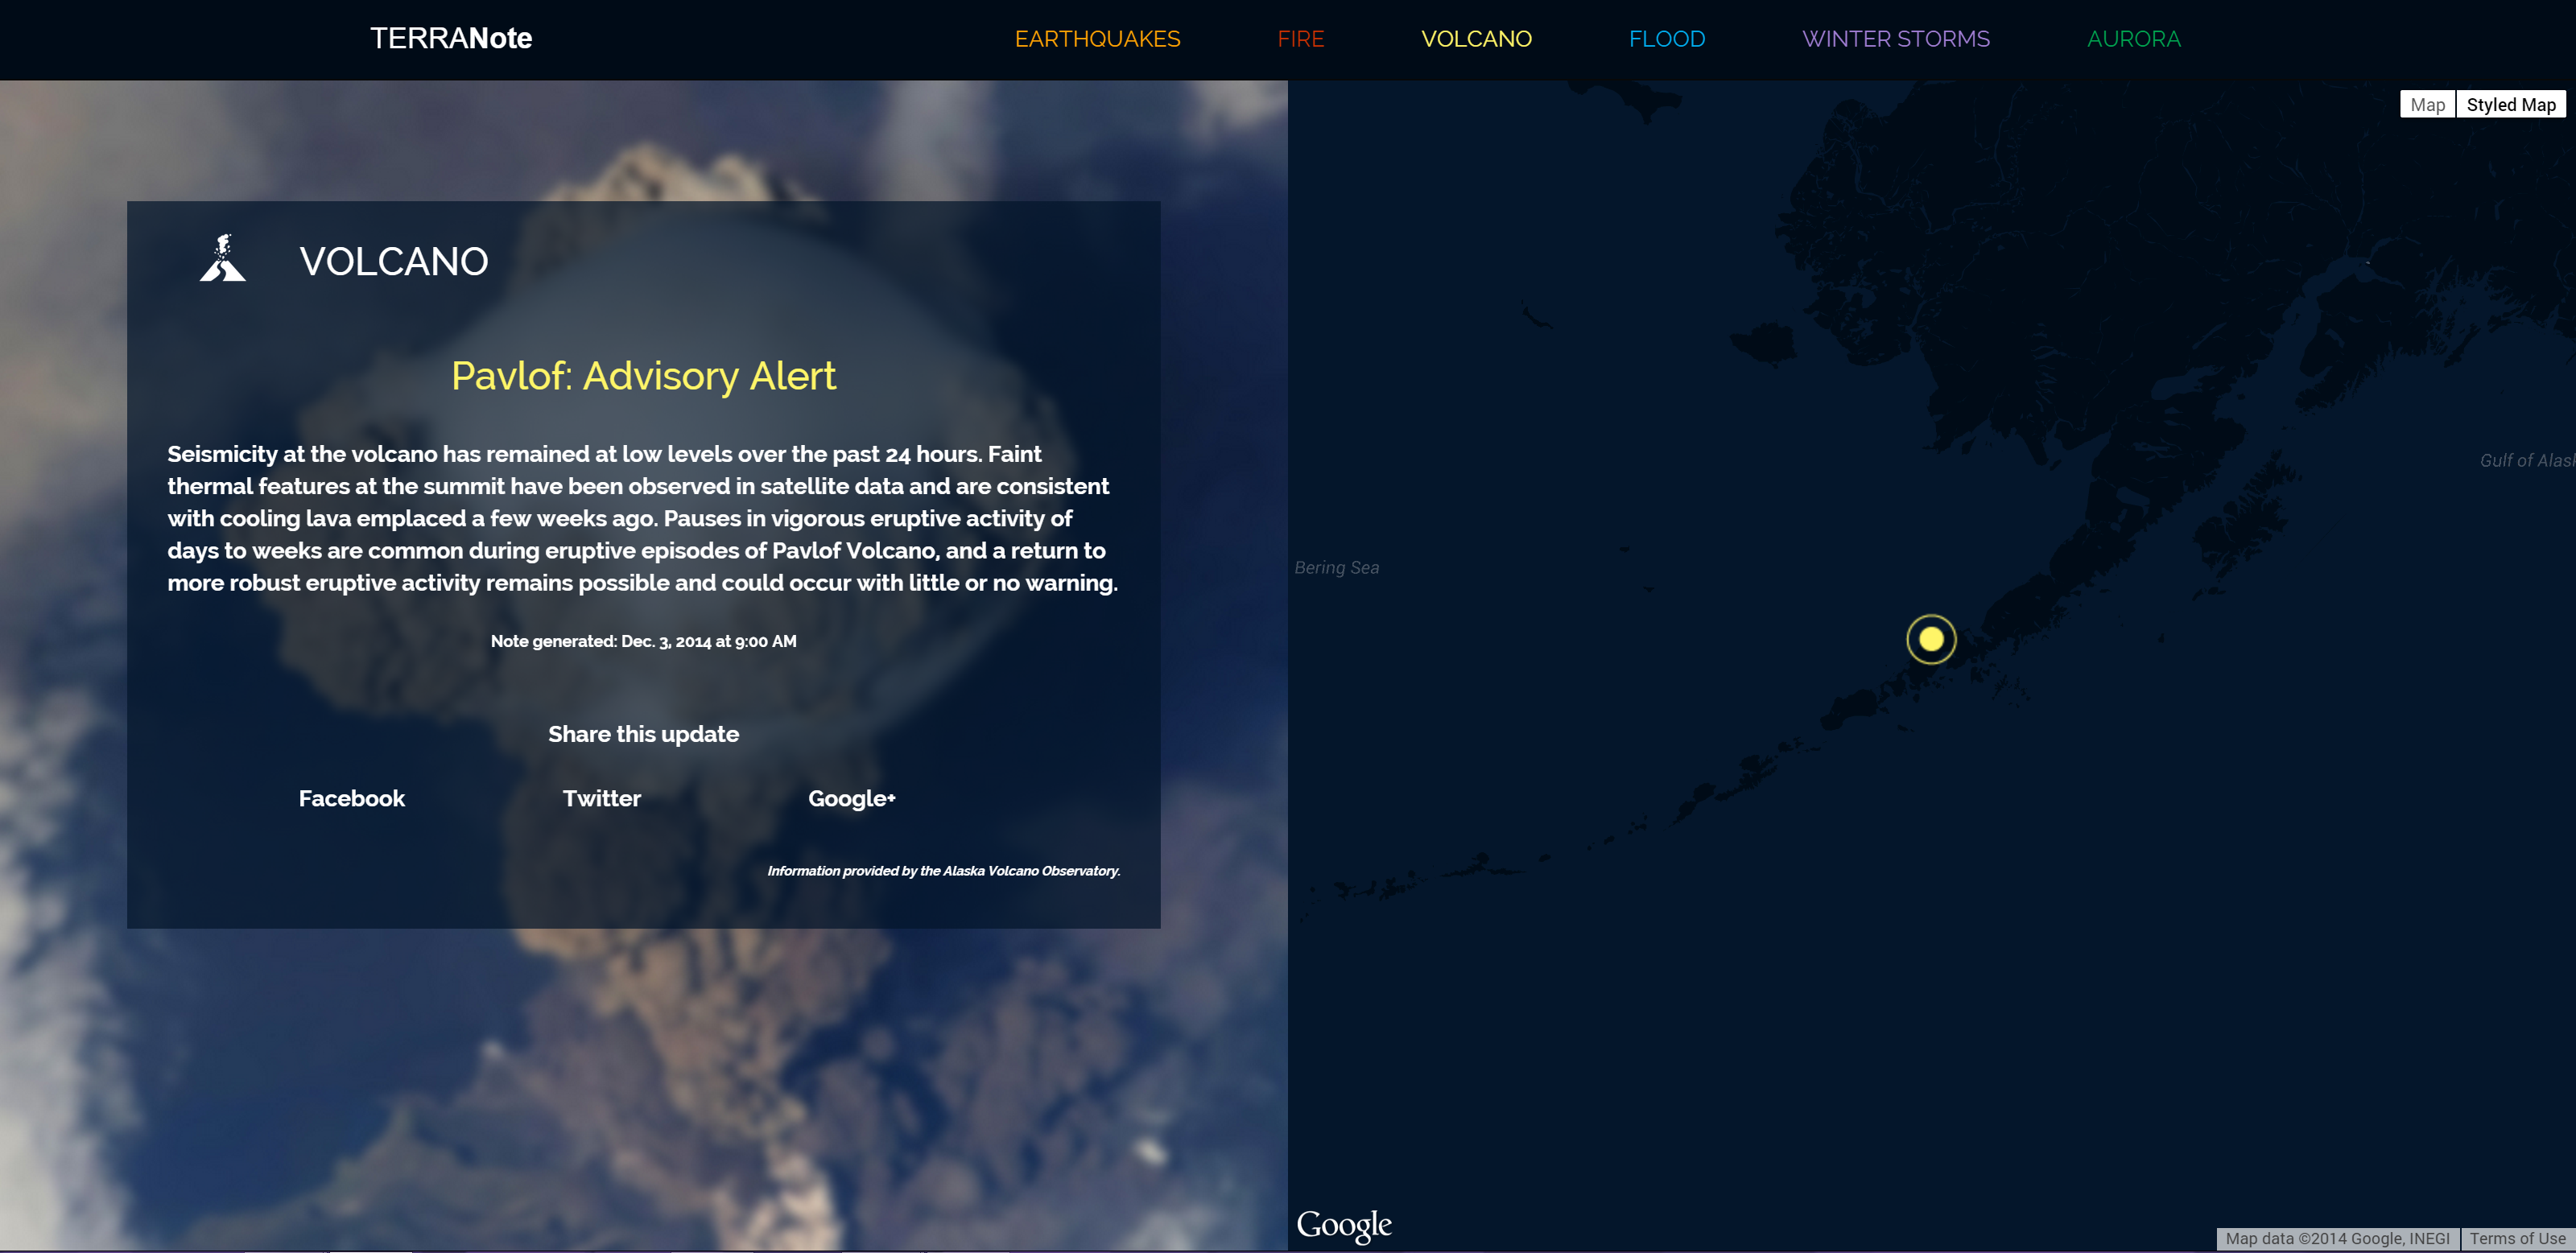 TERRANote
EARTHQUAKES
FIRE
VOLCANO
FLOOD
WINTER STORMS
AURORA
VOLCANO
Pavlof: Advisory Alert
Seismicity at the volcano has remained at low levels over the past 24 hours. Faint
thermal features at the summit have been observed in satellite data and are consistent
with cooling lava emplaced a few weeks ago. Pauses in vigorous eruptive activity of
days to weeks are common during eruptive episodes of Pavlof Volcano, and a return to
more robust eruptive activity remains possible and could occur with little or no warning.
Note generated: Dec. 3, 2014 at 9:00 AM
Share this update
Facebook
Twitter
Google+
Information provided by the Alaska Volcano Observatory.
Map
Styled Map
Gulf of Alask
Bering Sea
Google
Map data ©2014 Google, INEGI
Terms of Use